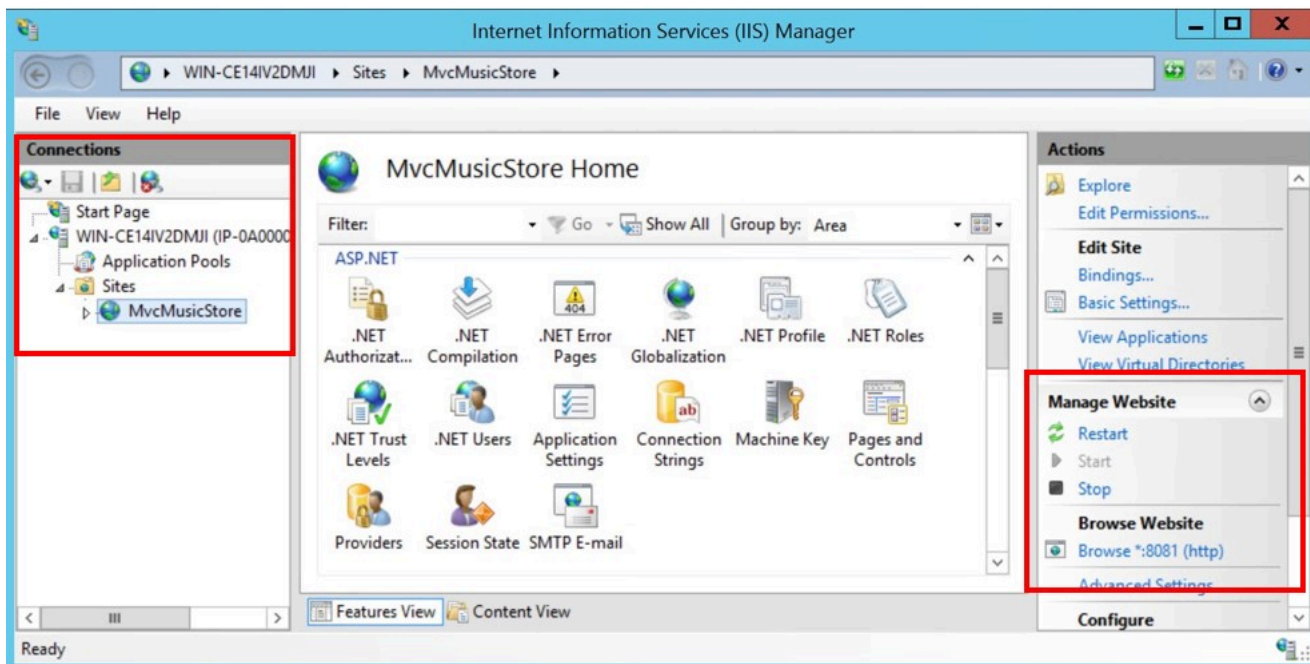 Internet Information Services (IIS) Manager
WIN-CE14IV2DMJI Sites MvcMusicStore
File View Help
Connections
Start Page
WIN-CE14IV2DMJI (IP-0A0000
Application Pools
Sites
MvcMusicStore
MvcMusicStore Home
Filter: Go Show All Group by: Area
ASP.NET
.NET Authorizat...
.NET Compilation
404
.NET Error Pages
.NET Globalization
.NET Profile
.NET Roles
.NET Trust Levels
.NET Users
Application Settings
ab
Connection Strings
Machine Key
Pages and Controls
Providers
Session State
SMTP E-mail
Features View
Content View
Actions
Explore
Edit Permissions...
Edit Site
Bindings...
Basic Settings...
View Applications
View Virtual Directories
Manage Website
Restart
Start
Stop
Browse Website
Browse *:8081 (http)
Advanced Settings
Configure
Ready